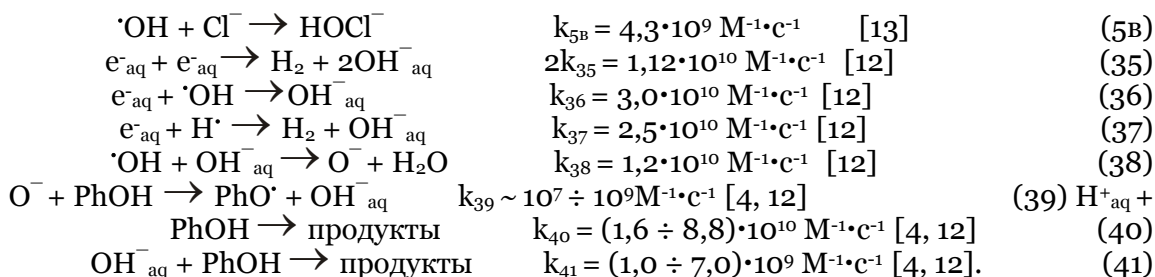 ·OH + Cl⁻ → HOCl⁻ k₅в = 4,3•10⁹ M⁻¹•c⁻¹ [13] (5в)
e⁻aq + e⁻aq → H₂ + 2OH⁻aq 2k₃₅ = 1,12•10¹⁰ M⁻¹•c⁻¹ [12] (35)
e⁻aq + ·OH → OH⁻aq k₃₆ = 3,0•10¹⁰ M⁻¹•c⁻¹ [12] (36)
e⁻aq + H· → H₂ + OH⁻aq k₃₇ = 2,5•10¹⁰ M⁻¹•c⁻¹ [12] (37)
·OH + OH⁻aq → O⁻ + H₂O k₃₈ = 1,2•10¹⁰ M⁻¹•c⁻¹ [12] (38)
O⁻ + PhOH → PhO· + OH⁻aq k₃₉ ~ 10⁷ ÷ 10⁹M⁻¹•c⁻¹ [4, 12] (39) H⁺aq +
PhOH → продукты k₄₀ = (1,6 ÷ 8,8)•10¹⁰ M⁻¹•c⁻¹ [4, 12] (40)
OH⁻aq + PhOH → продукты k₄₁ = (1,0 ÷ 7,0)•10⁹ M⁻¹•c⁻¹ [4, 12]. (41)